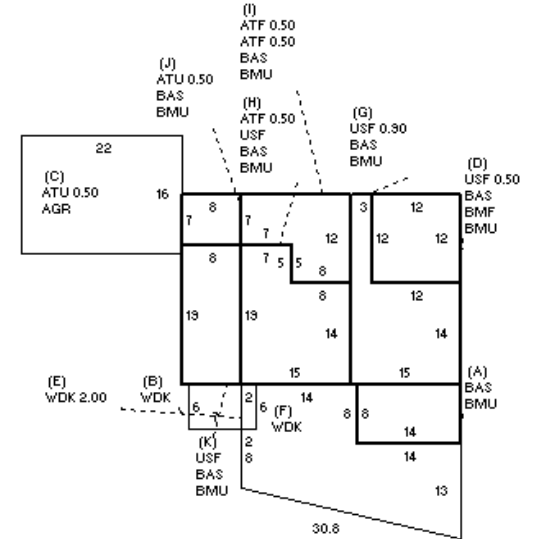 (I)
ATF 0.50
ATF 0.50
BAS
BMU
(J)
ATU 0.50
BAS
BMU
(H)
ATF 0.50
USF
BAS
BMU
(G)
USF 0.90
BAS
BMU
(D)
USF 0.50
BAS
BMF
BMU
22
(C)
ATU 0.50
AGR
16
8
7
7
7
12
3
12
12
12
8
7
5
5
8
8
12
19
19
14
14
15
15
(A)
BAS
BMU
(E)
WDK 2.00
(B)
WDK
6
2
6
14
(F)
WDK
8
8
14
14
(K)
USF
BAS
BMU
2
8
13
30.8